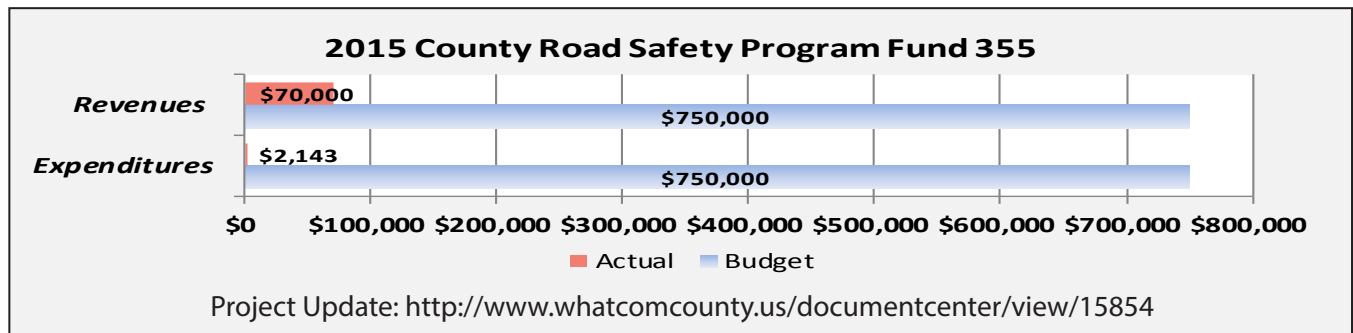 2015 County Road Safety Program Fund 355
Revenues
$70,000
$750,000
Expenditures
$2,143
$750,000
$0 $100,000 $200,000 $300,000 $400,000 $500,000 $600,000 $700,000 $800,000
Actual Budget
Project Update: http://www.whatcomcounty.us/documentcenter/view/15854